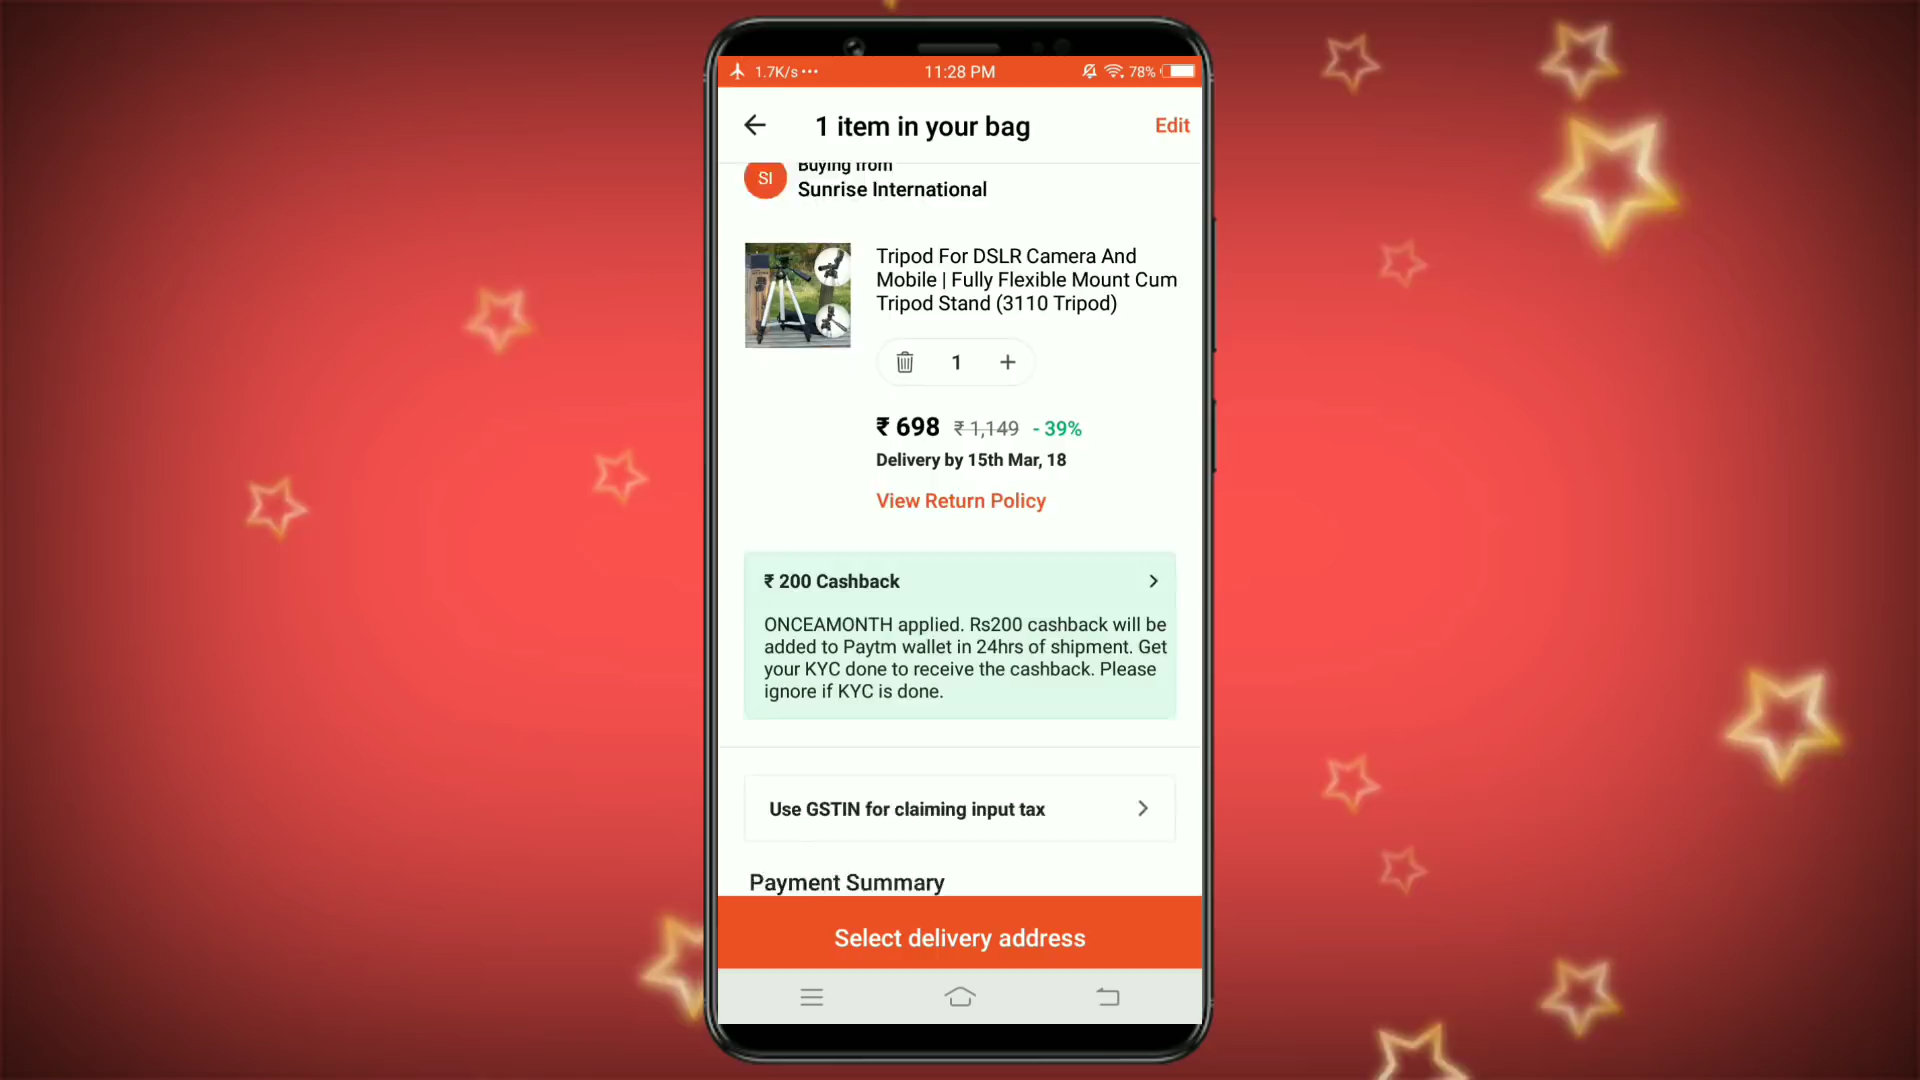 1.7K/s... 11:28 PM 78%
1 item in your bag Edit
Buying from
SI Sunrise International
Tripod For DSLR Camera And
Mobile | Fully Flexible Mount Cum
Tripod Stand (3110 Tripod)
1 +
₹ 698 ₹ 1,149 - 39%
Delivery by 15th Mar, 18
View Return Policy
₹ 200 Cashback
ONCEAMONTH applied. Rs200 cashback will be
added to Paytm wallet in 24hrs of shipment. Get
your KYC done to receive the cashback. Please
ignore if KYC is done.
Use GSTIN for claiming input tax
Payment Summary
Select delivery address